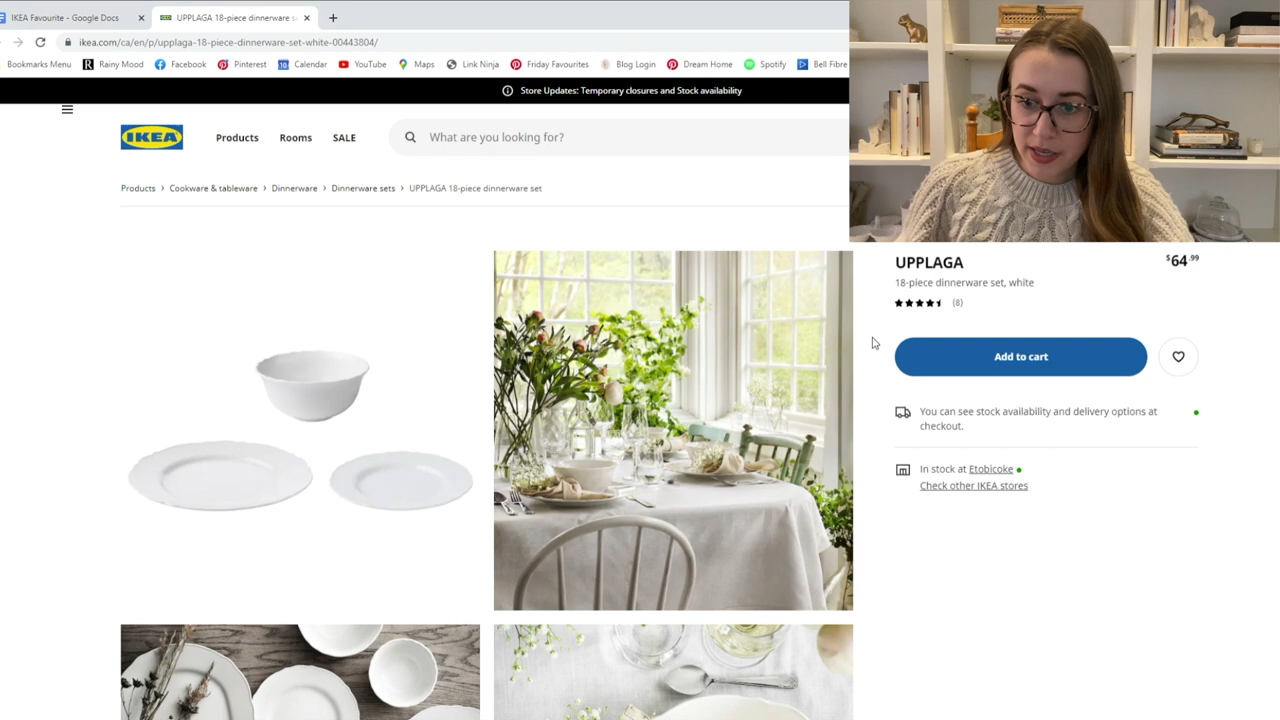 IKEA Favourite - Google Docs
UPPLAGA 18-piece dinnerware s
ikea.com/ca/en/p/upplaga-18-piece-dinnerware-set-white-00443804/
Bookmarks Menu Rainy Mood Facebook Pinterest Calendar YouTube Maps Link Ninja Friday Favourites Blog Login Dream Home Spotify Bell Fibre
Store Updates: Temporary closures and Stock availability
IKEA Products Rooms SALE What are you looking for?
Products > Cookware & tableware > Dinnerware > Dinnerware sets > UPPLAGA 18-piece dinnerware set
UPPLAGA $64.99
18-piece dinnerware set, white
(8)
Add to cart
You can see stock availability and delivery options at
checkout.
In stock at Etobicoke
Check other IKEA stores